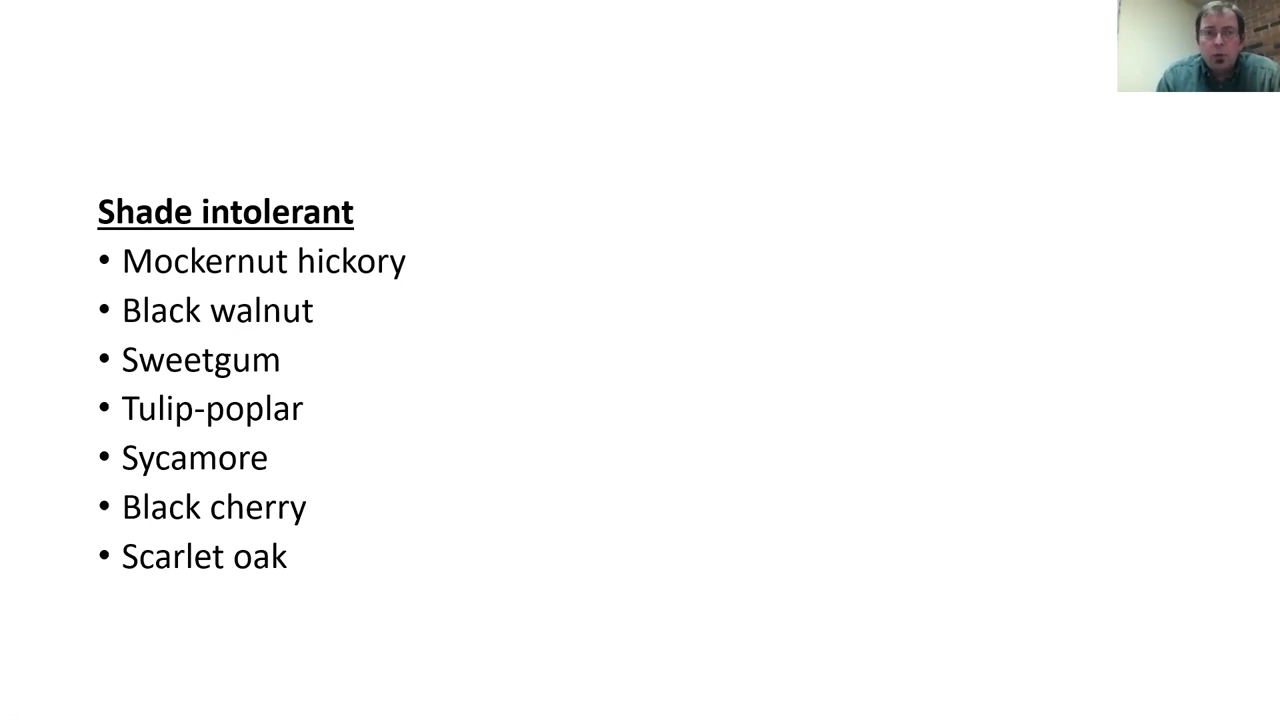 Shade intolerant
• Mockernut hickory
• Black walnut
• Sweetgum
• Tulip-poplar
• Sycamore
• Black cherry
• Scarlet oak